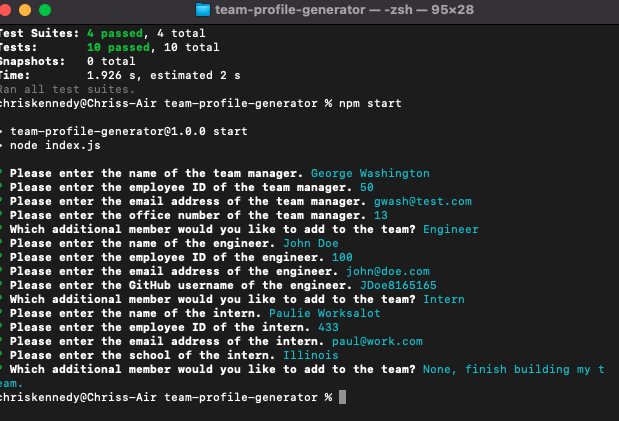 team-profile-generator — -zsh — 95×28
Test Suites: 4 passed, 4 total
Tests: 10 passed, 10 total
Snapshots: 0 total
Time: 1.926 s, estimated 2 s
Ran all test suites.
chriskennedy@Chriss-Air team-profile-generator % npm start
> team-profile-generator@1.0.0 start
> node index.js
? Please enter the name of the team manager. George Washington
? Please enter the employee ID of the team manager. 50
? Please enter the email address of the team manager. gwash@test.com
? Please enter the office number of the team manager. 13
? Which additional member would you like to add to the team? Engineer
? Please enter the name of the engineer. John Doe
? Please enter the employee ID of the engineer. 100
? Please enter the email address of the engineer. john@doe.com
? Please enter the GitHub username of the engineer. JDoe8165165
? Which additional member would you like to add to the team? Intern
? Please enter the name of the intern. Paulie Worksalot
? Please enter the employee ID of the intern. 433
? Please enter the email address of the intern. paul@work.com
? Please enter the school of the intern. Illinois
? Which additional member would you like to add to the team? None, finish building my t
eam.
chriskennedy@Chriss-Air team-profile-generator %